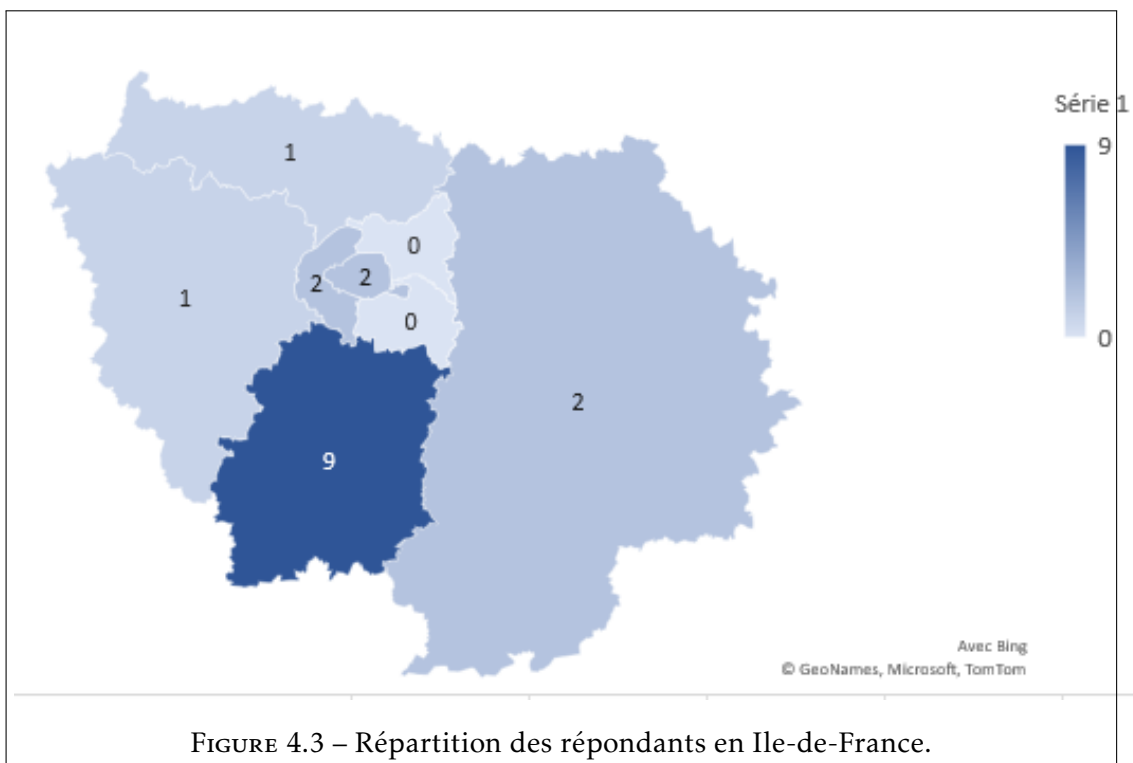 Série 1
9
0
1
1
0
2
2
0
2
9
Avec Bing
© GeoNames, Microsoft, TomTom
FIGURE 4.3 – Répartition des répondants en Ile-de-France.